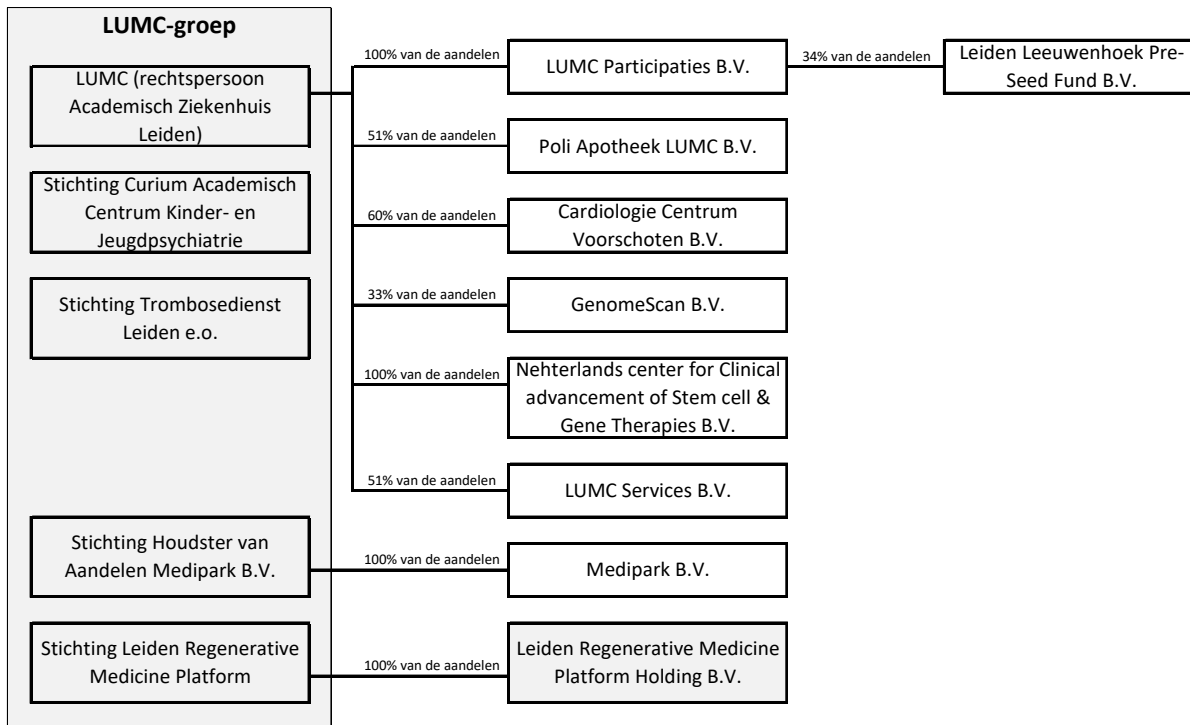 LUMC-groep
LUMC (rechtspersoon
Academisch Ziekenhuis
Leiden)
100% van de aandelen
LUMC Participaties B.V.
34% van de aandelen
Leiden Leeuwenhoek Pre-
Seed Fund B.V.
51% van de aandelen
Poli Apotheek LUMC B.V.
Stichting Curium Academisch
Centrum Kinder- en
Jeugdpsychiatrie
60% van de aandelen
Cardiologie Centrum
Voorschoten B.V.
Stichting Trombosedienst
Leiden e.o.
33% van de aandelen
GenomeScan B.V.
100% van de aandelen
Nehterlands center for Clinical
advancement of Stem cell &
Gene Therapies B.V.
51% van de aandelen
LUMC Services B.V.
Stichting Houdster van
Aandelen Medipark B.V.
100% van de aandelen
Medipark B.V.
Stichting Leiden Regenerative
Medicine Platform
100% van de aandelen
Leiden Regenerative Medicine
Platform Holding B.V.